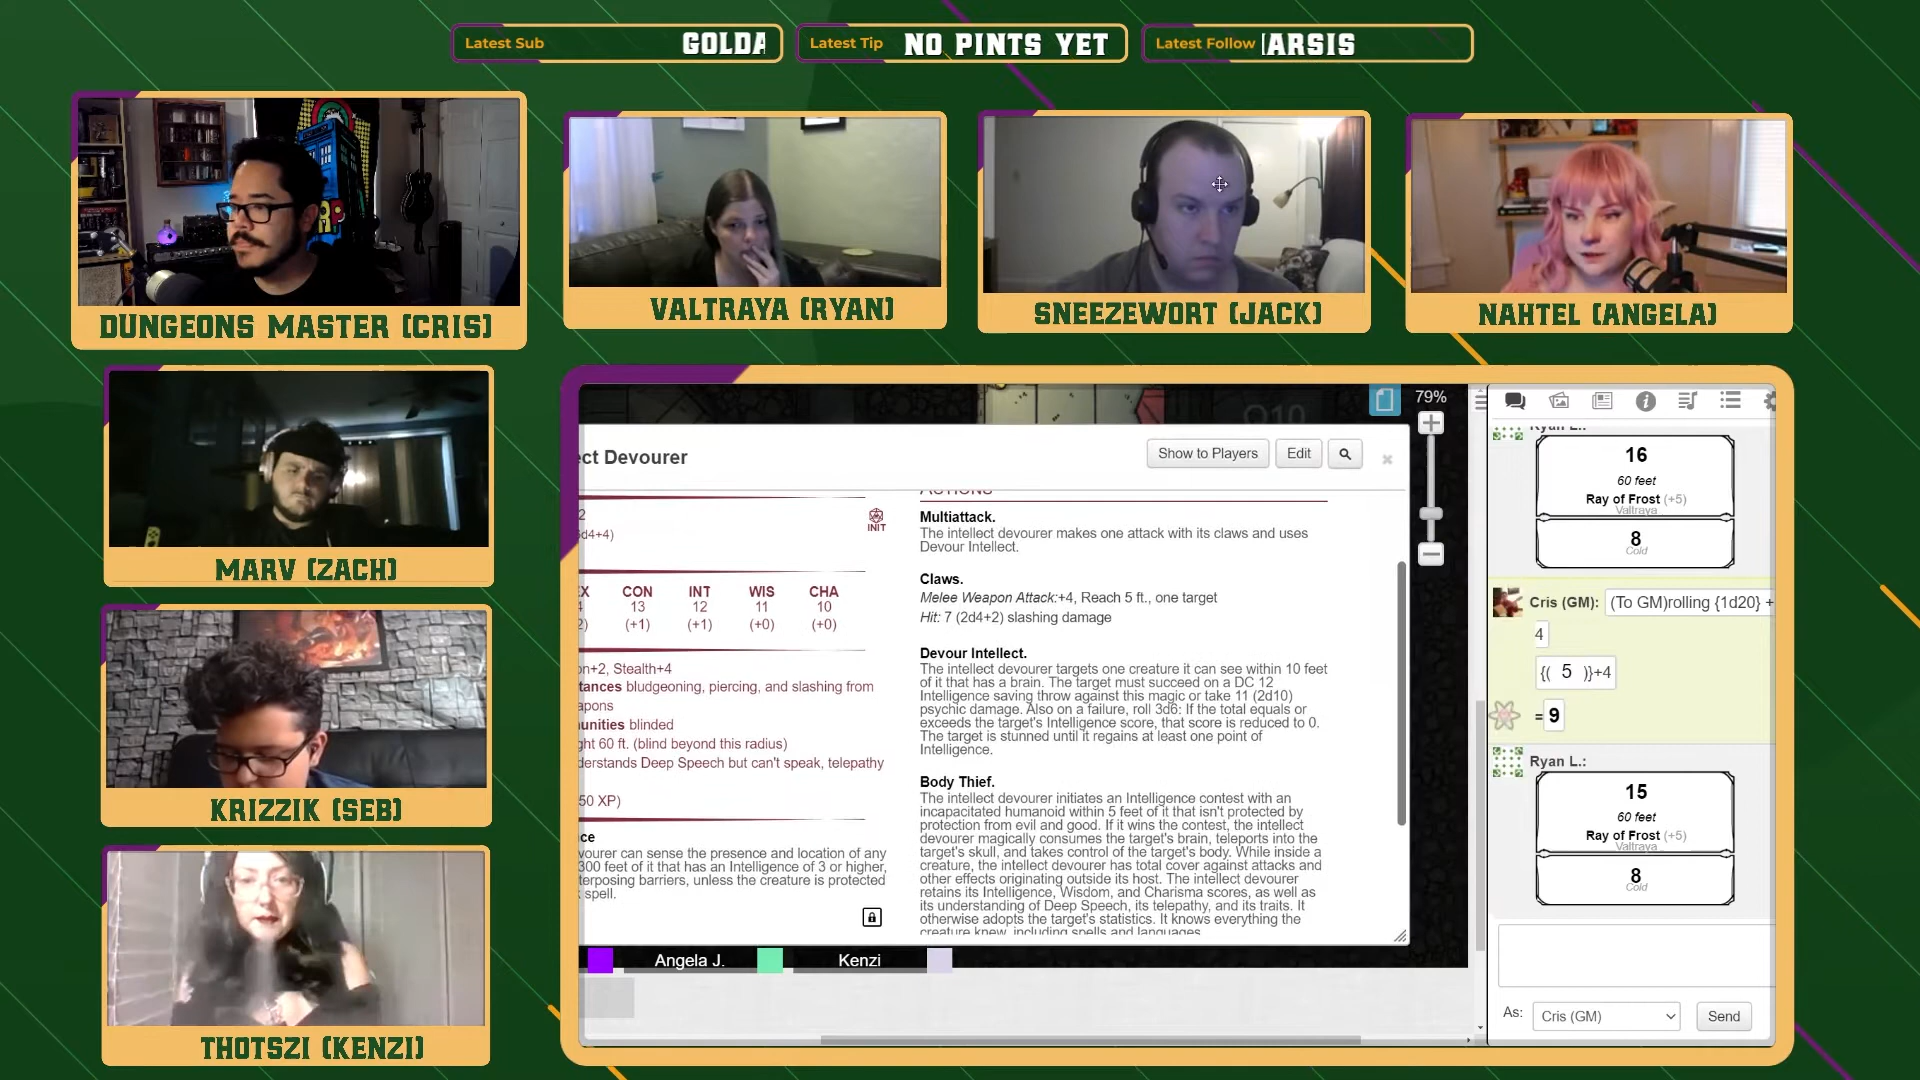 Latest Sub
GOLDA
Latest Tip
NO PINTS YET
Latest Follow
ARSIS
DUNGEONS MASTER (CRIS)
VALTRAYA (RYAN)
SNEEZEWORT (JACK)
NAHTEL (ANGELA)
MARV (ZACH)
KRIZZIK (SEB)
THOTSZI (KENZI)
79%
ect Devourer
Show to Players
Edit
2
d4+4)
INIT
EX CON INT WIS CHA
4 13 12 11 10
2) (+1) (+1) (+0) (+0)
on+2, Stealth+4
tances bludgeoning, piercing, and slashing from
apons
unities blinded
ght 60 ft. (blind beyond this radius)
derstands Deep Speech but can't speak, telepathy
50 XP)
ce
vourer can sense the presence and location of any
300 feet of it that has an Intelligence of 3 or higher,
terposing barriers, unless the creature is protected
spell.
ACTIONS
Multiattack.
The intellect devourer makes one attack with its claws and uses
Devour Intellect.
Claws.
Melee Weapon Attack:+4, Reach 5 ft., one target
Hit: 7 (2d4+2) slashing damage
Devour Intellect.
The intellect devourer targets one creature it can see within 10 feet
of it that has a brain. The target must succeed on a DC 12
Intelligence saving throw against this magic or take 11 (2d10)
psychic damage. Also on a failure, roll 3d6: If the total equals or
exceeds the target's Intelligence score, that score is reduced to 0.
The target is stunned until it regains at least one point of
Intelligence.
Body Thief.
The intellect devourer initiates an Intelligence contest with an
incapacitated humanoid within 5 feet of it that isn't protected by
protection from evil and good. If it wins the contest, the intellect
devourer magically consumes the target's brain, teleports into the
target's skull, and takes control of the target's body. While inside a
creature, the intellect devourer has total cover against attacks and
other effects originating outside its host. The intellect devourer
retains its Intelligence, Wisdom, and Charisma scores, as well as
its understanding of Deep Speech, its telepathy, and its traits. It
otherwise adopts the target's statistics. It knows everything the
creature knew, including spells and languages.
Angela J.
Kenzi
Ryan L.:
16
60 feet
Ray of Frost (+5)
Valtraya
8
Cold
Cris (GM): (To GM)rolling {1d20} +
4
{( 5 )}+4
= 9
Ryan L.:
15
60 feet
Ray of Frost (+5)
Valtraya
8
Cold
As: Cris (GM)
Send